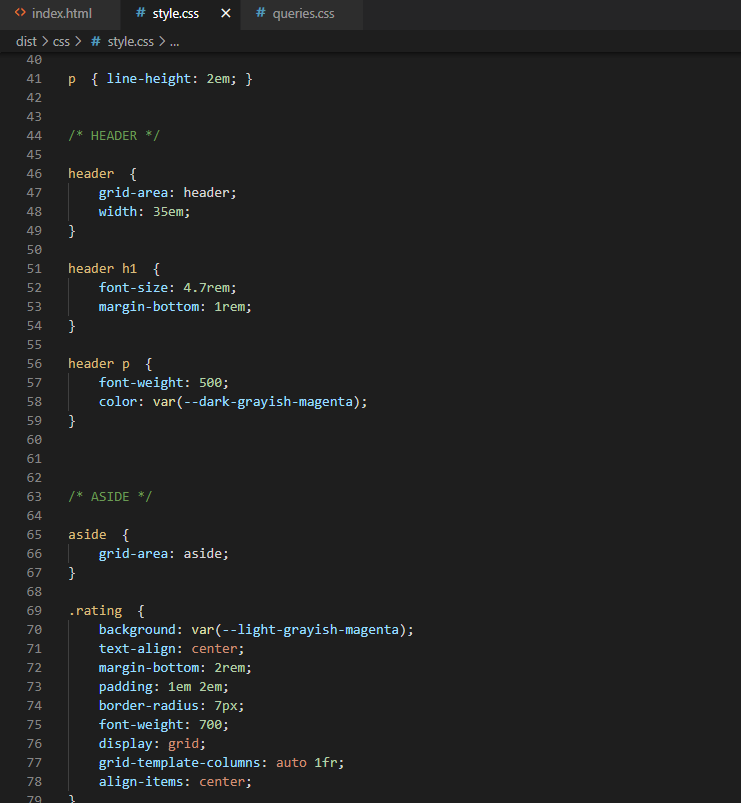 <> index.html # style.css × # queries.css
dist > css > # style.css > ...
40
41 p { line-height: 2em; }
42
43
44 /* HEADER */
45
46 header {
47 grid-area: header;
48 width: 35em;
49 }
50
51 header h1 {
52 font-size: 4.7rem;
53 margin-bottom: 1rem;
54 }
55
56 header p {
57 font-weight: 500;
58 color: var(--dark-grayish-magenta);
59 }
60
61
62
63 /* ASIDE */
64
65 aside {
66 grid-area: aside;
67 }
68
69 .rating {
70 background: var(--light-grayish-magenta);
71 text-align: center;
72 margin-bottom: 2rem;
73 padding: 1em 2em;
74 border-radius: 7px;
75 font-weight: 700;
76 display: grid;
77 grid-template-columns: auto 1fr;
78 align-items: center;
79 }